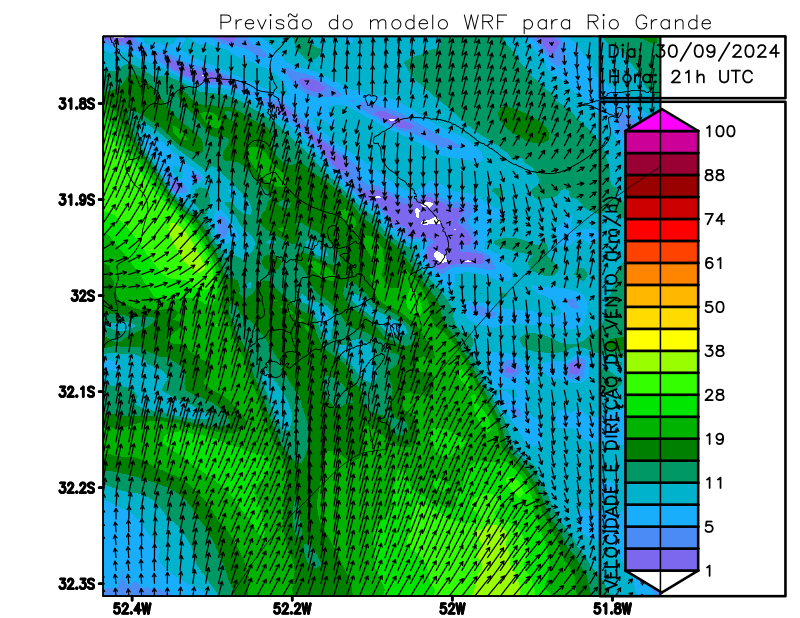 Previsão do modelo WRF para Rio Grande
Dia: 30/09/2024
Hora: 21h UTC
31.8S
31.9S
32S
32.1S
32.2S
32.3S
52.4W
52.2W
52W
51.8W
VELOCIDADE E DIREÇÃO DO VENTO (km/h)
100
88
74
61
50
38
28
19
11
5
1